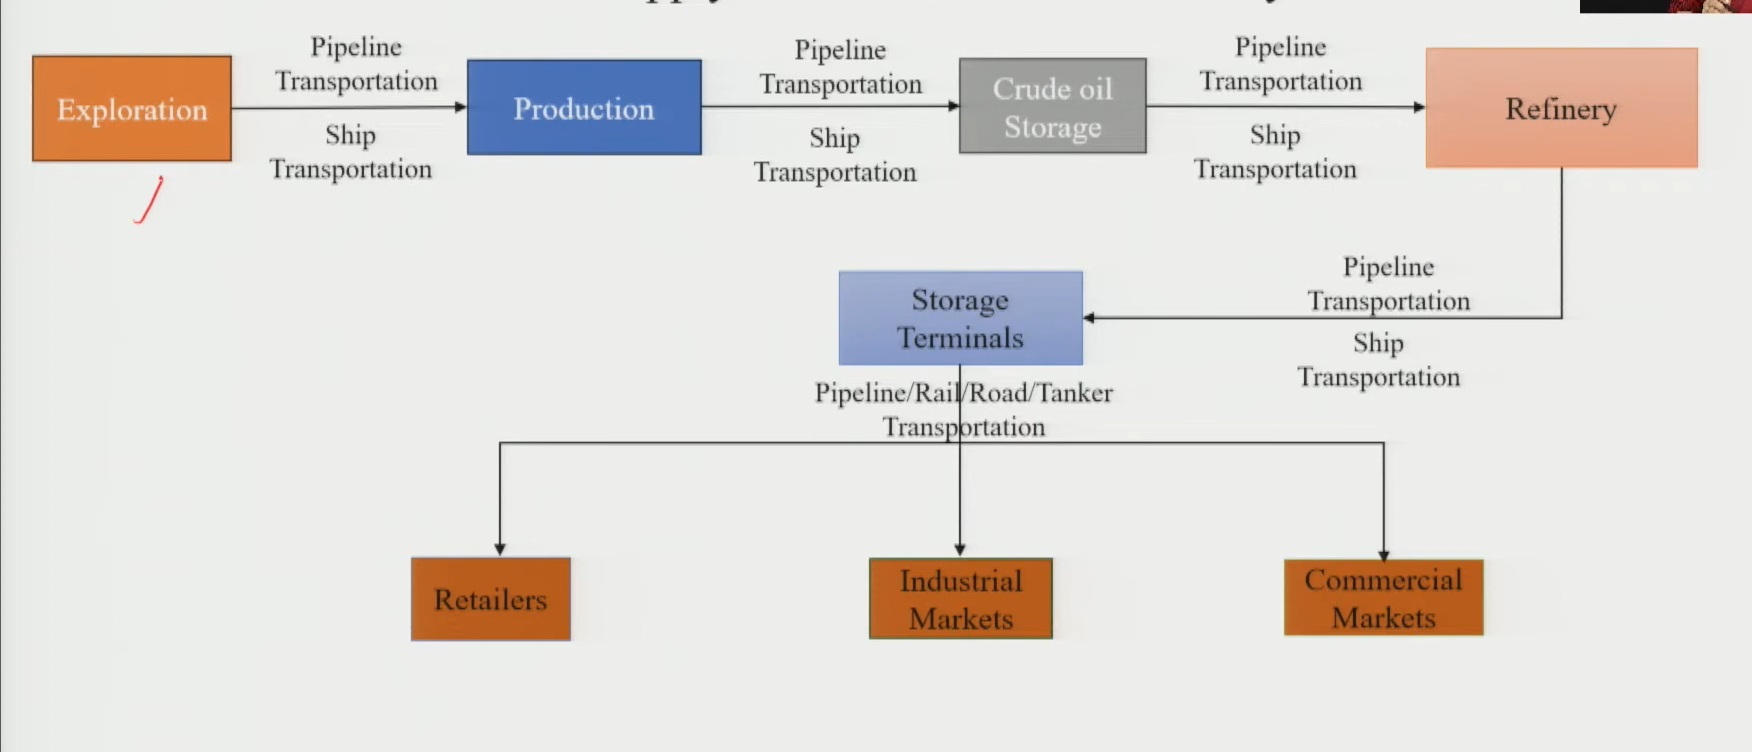 Exploration
Pipeline
Transportation
Ship
Transportation
Production
Pipeline
Transportation
Ship
Transportation
Crude oil
Storage
Pipeline
Transportation
Ship
Transportation
Refinery
Pipeline
Transportation
Ship
Transportation
Storage
Terminals
Pipeline/Rail/Road/Tanker
Transportation
Retailers
Industrial
Markets
Commercial
Markets